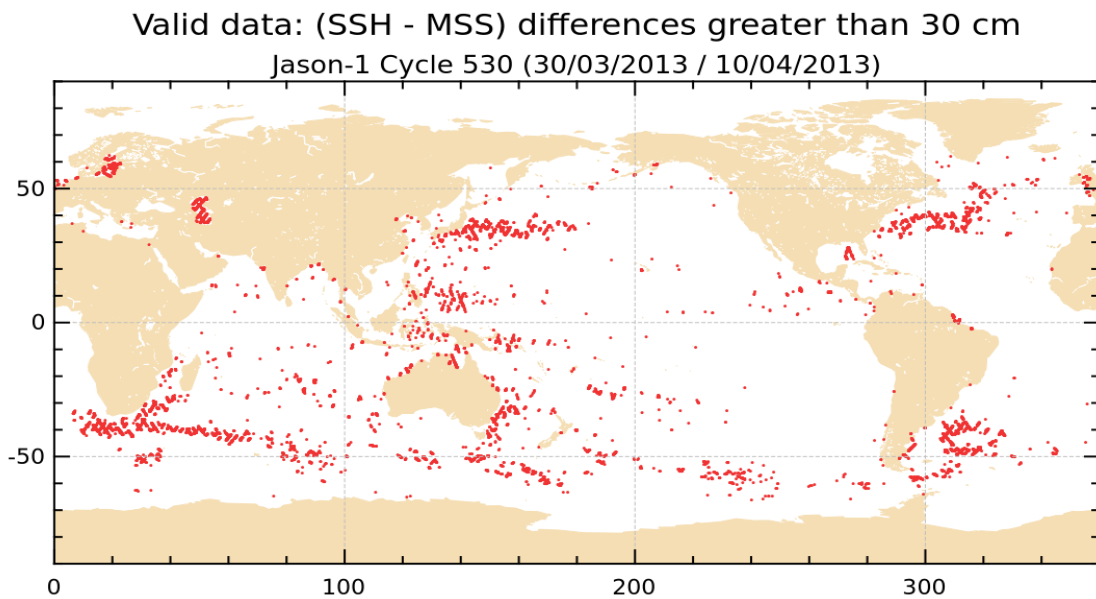 Valid data: (SSH - MSS) differences greater than 30 cm
Jason-1 Cycle 530 (30/03/2013 / 10/04/2013)
50
0
-50
0 100 200 300